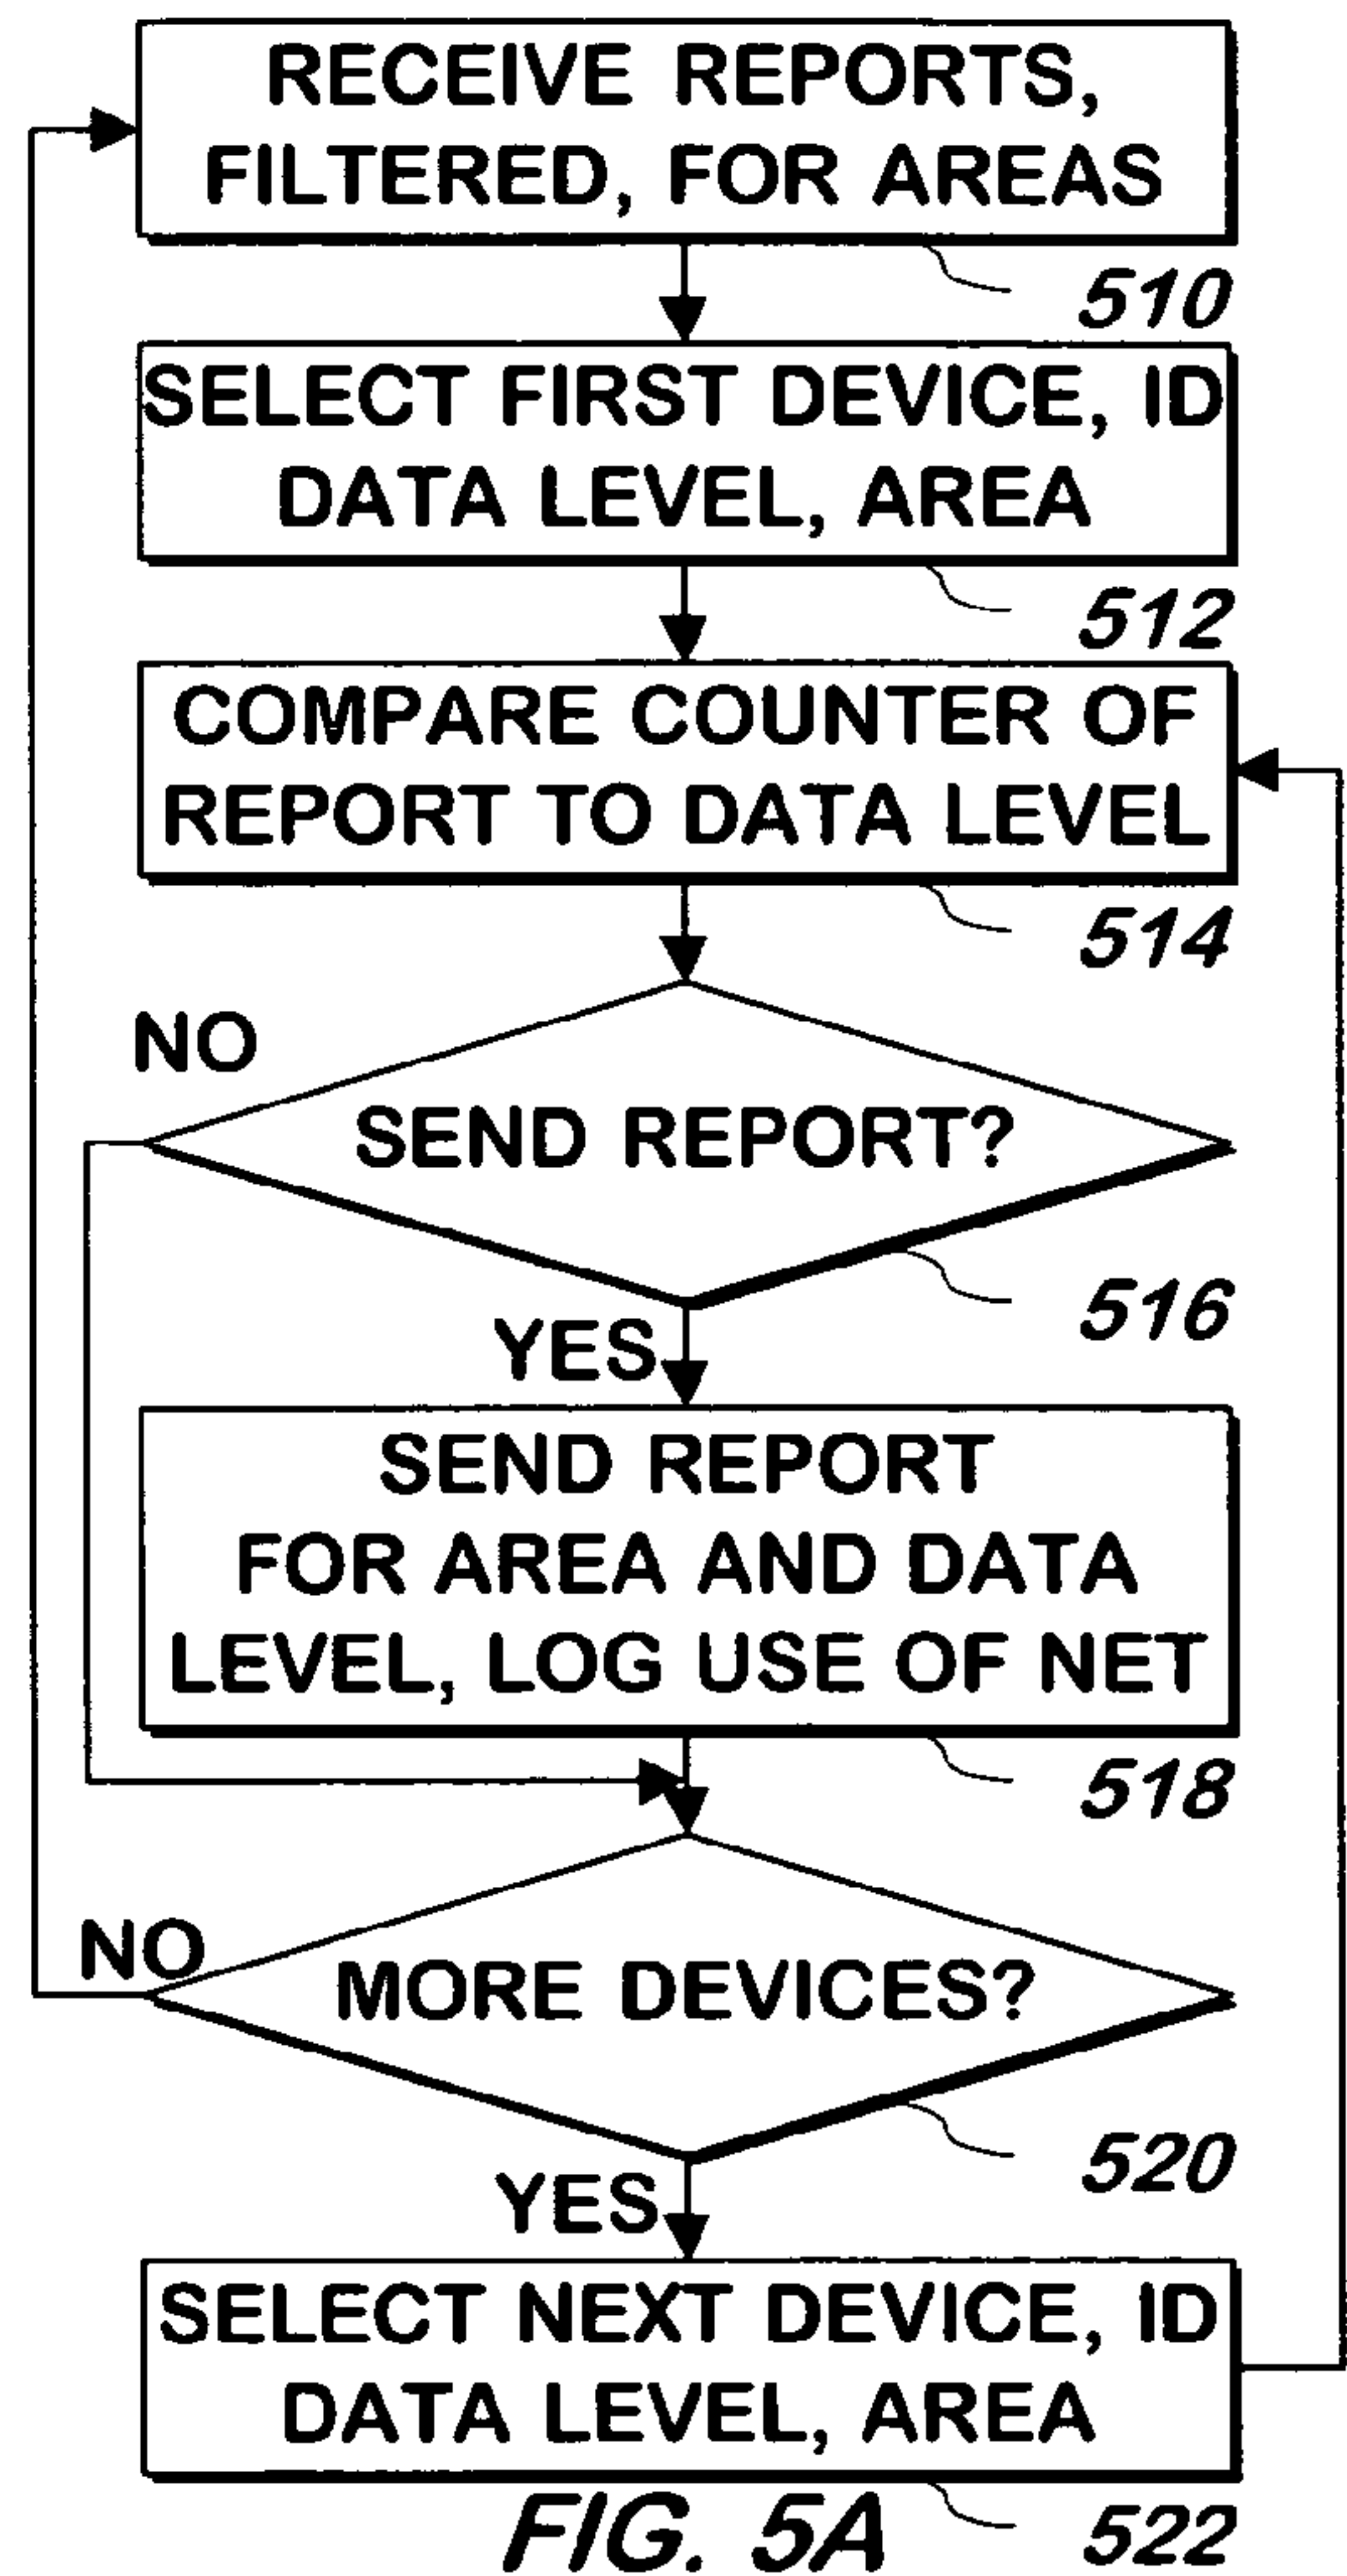 RECEIVE REPORTS,
FILTERED, FOR AREAS
510
SELECT FIRST DEVICE, ID
DATA LEVEL, AREA
512
COMPARE COUNTER OF
REPORT TO DATA LEVEL
514
NO
SEND REPORT?
516
YES
SEND REPORT
FOR AREA AND DATA
LEVEL, LOG USE OF NET
518
NO
MORE DEVICES?
520
YES
SELECT NEXT DEVICE, ID
DATA LEVEL, AREA
522
FIG. 5A